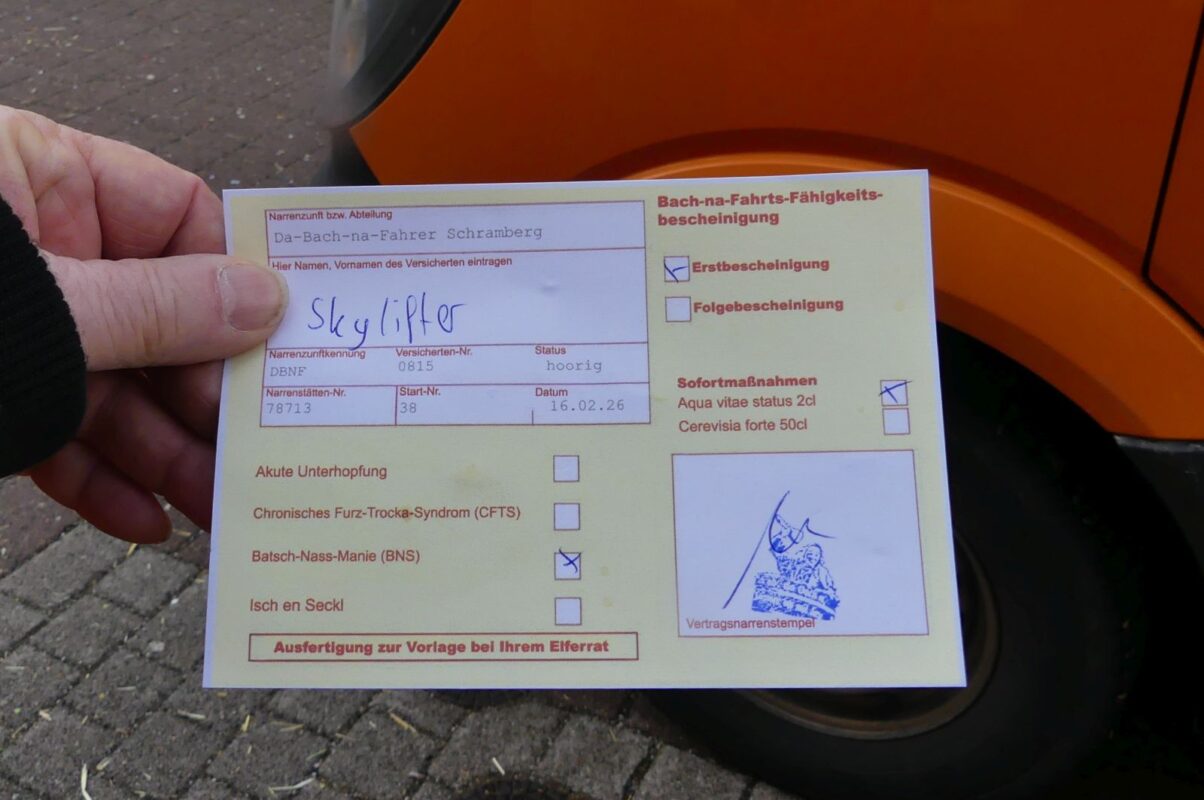 Narrenzunft bzw. Abteilung
Da-Bach-na-Fahrer Schramberg
Hier Namen, Vornamen des Versicherten eintragen
Skylifter
Narrenzunftkennung Versicherten-Nr. Status
DBNF 0815 hoorig
Narrenstätten-Nr. Start-Nr. Datum
78713 38 16.02.26
Akute Unterhopfung
Chronisches Furz-Trocka-Syndrom (CFTS)
Batsch-Nass-Manie (BNS)
Isch en Seckl
Ausfertigung zur Vorlage bei Ihrem Elferrat
Bach-na-Fahrts-Fähigkeits-
bescheinigung
Erstbescheinigung
Folgebescheinigung
Sofortmaßnahmen
Aqua vitae status 2cl
Cerevisia forte 50cl
Vertragsnarrenstempel